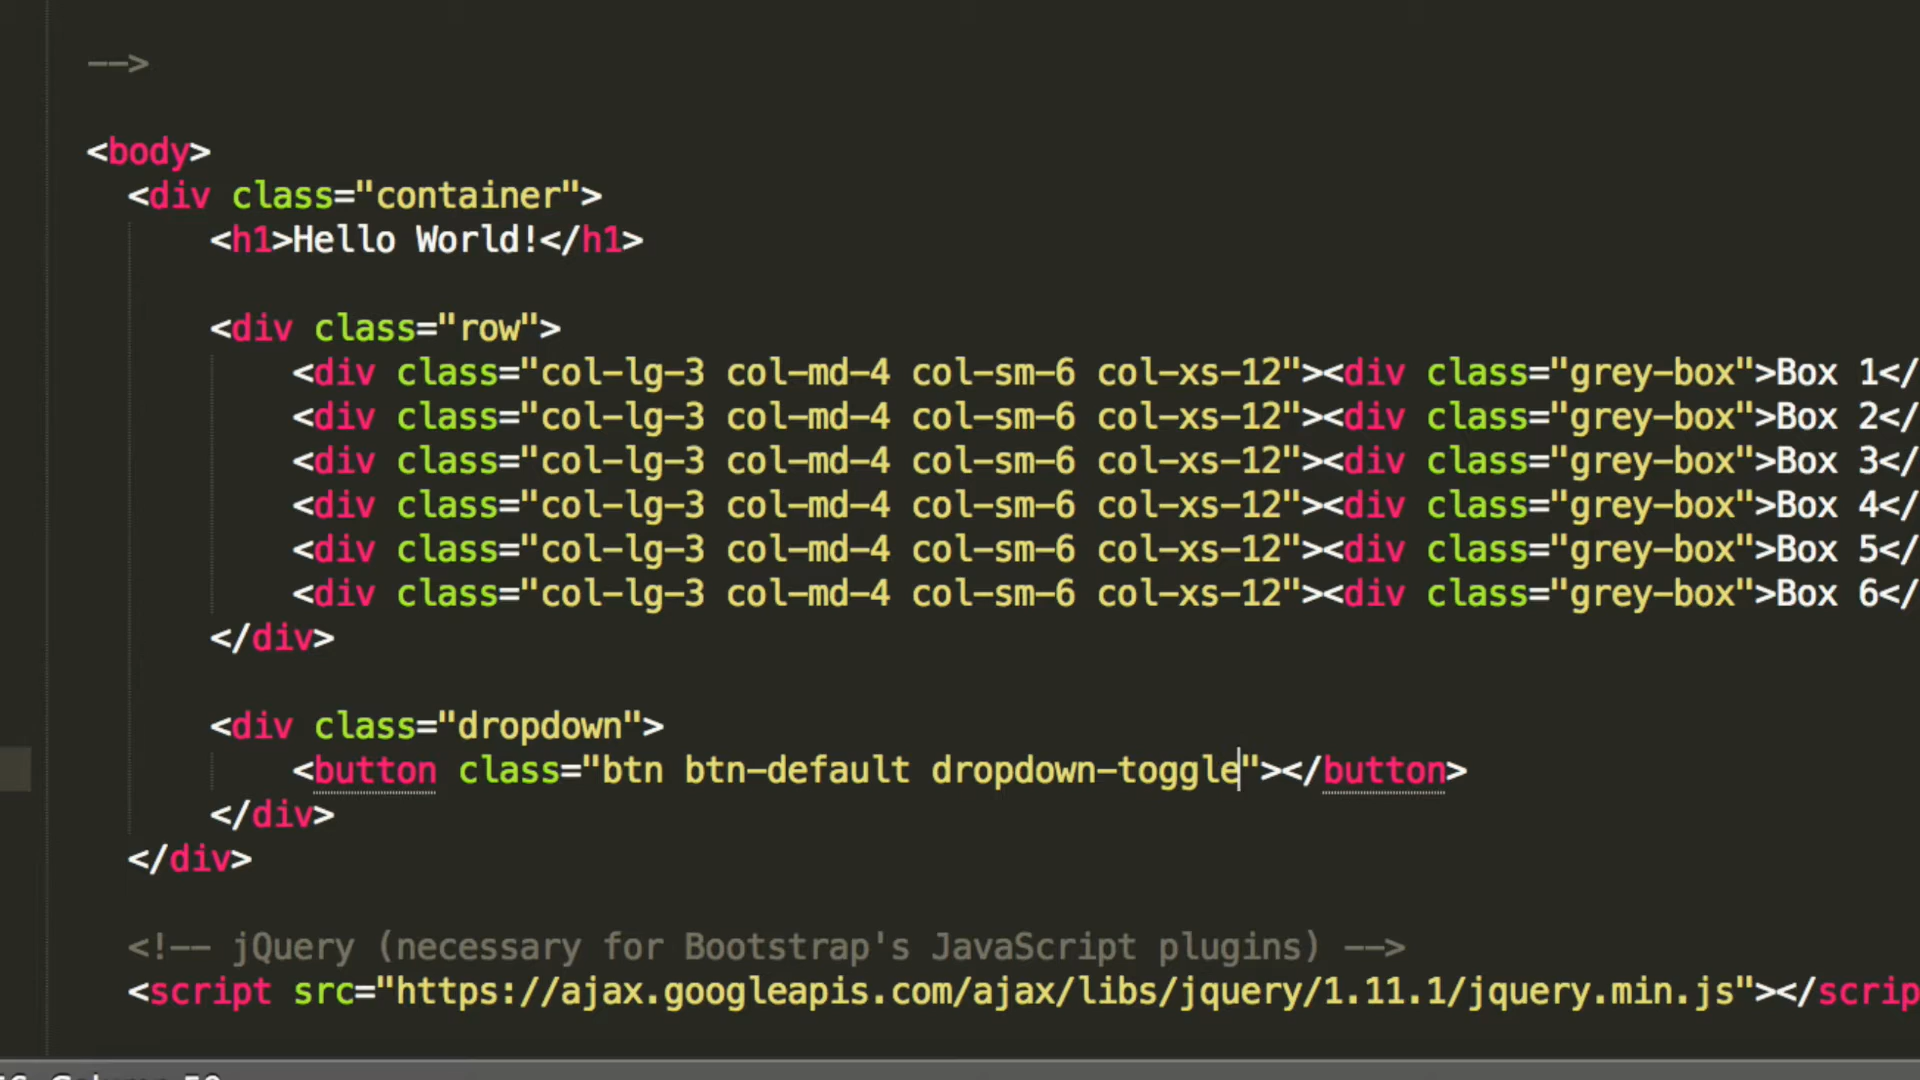 -->
<body>
<div class="container">
<h1>Hello World!</h1>
<div class="row">
<div class="col-lg-3 col-md-4 col-sm-6 col-xs-12"><div class="grey-box">Box 1</
<div class="col-lg-3 col-md-4 col-sm-6 col-xs-12"><div class="grey-box">Box 2</
<div class="col-lg-3 col-md-4 col-sm-6 col-xs-12"><div class="grey-box">Box 3</
<div class="col-lg-3 col-md-4 col-sm-6 col-xs-12"><div class="grey-box">Box 4</
<div class="col-lg-3 col-md-4 col-sm-6 col-xs-12"><div class="grey-box">Box 5</
<div class="col-lg-3 col-md-4 col-sm-6 col-xs-12"><div class="grey-box">Box 6</
</div>
<div class="dropdown">
<button class="btn btn-default dropdown-toggle"></button>
</div>
</div>
<!-- jQuery (necessary for Bootstrap's JavaScript plugins) -->
<script src="https://ajax.googleapis.com/ajax/libs/jquery/1.11.1/jquery.min.js"></scrip